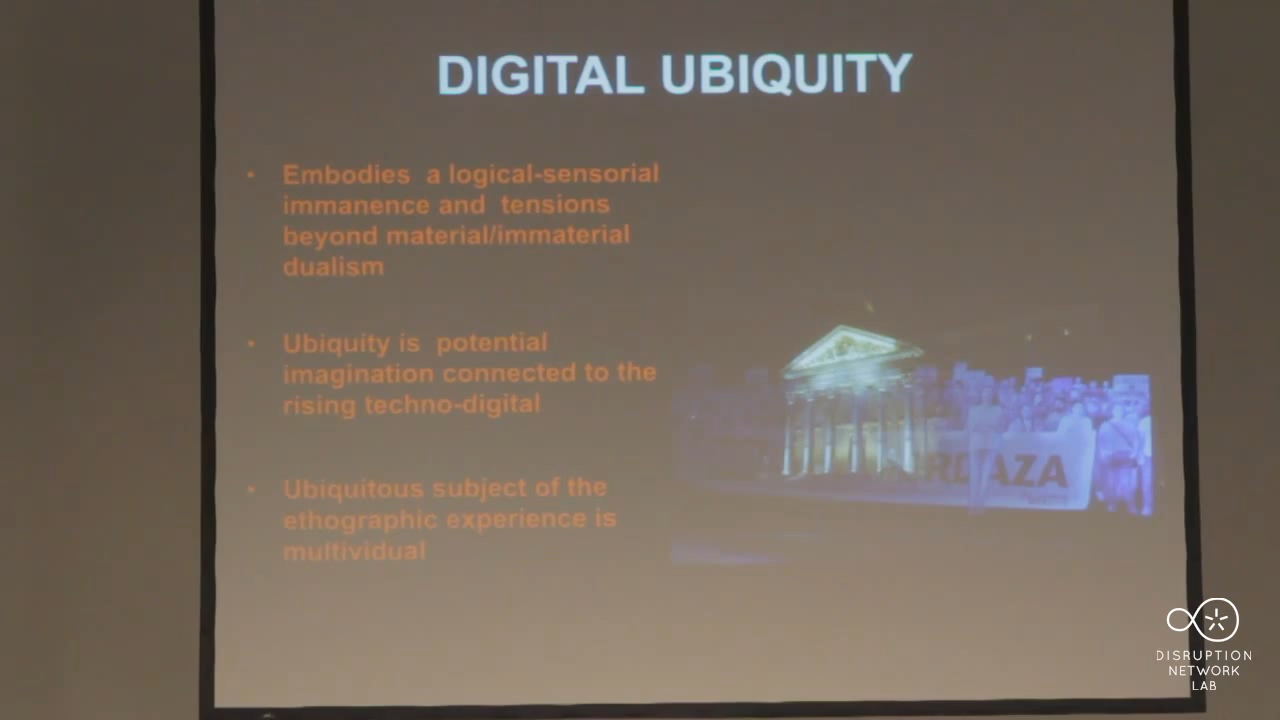 DIGITAL UBIQUITY
• Embodies a logical-sensorial
immanence and tensions
beyond material/immaterial
dualism
• Ubiquity is potential
imagination connected to the
rising techno-digital
• Ubiquitous subject of the
ethographic experience is
multividual
AZA
DISRUPTION
NETWORK
LAB